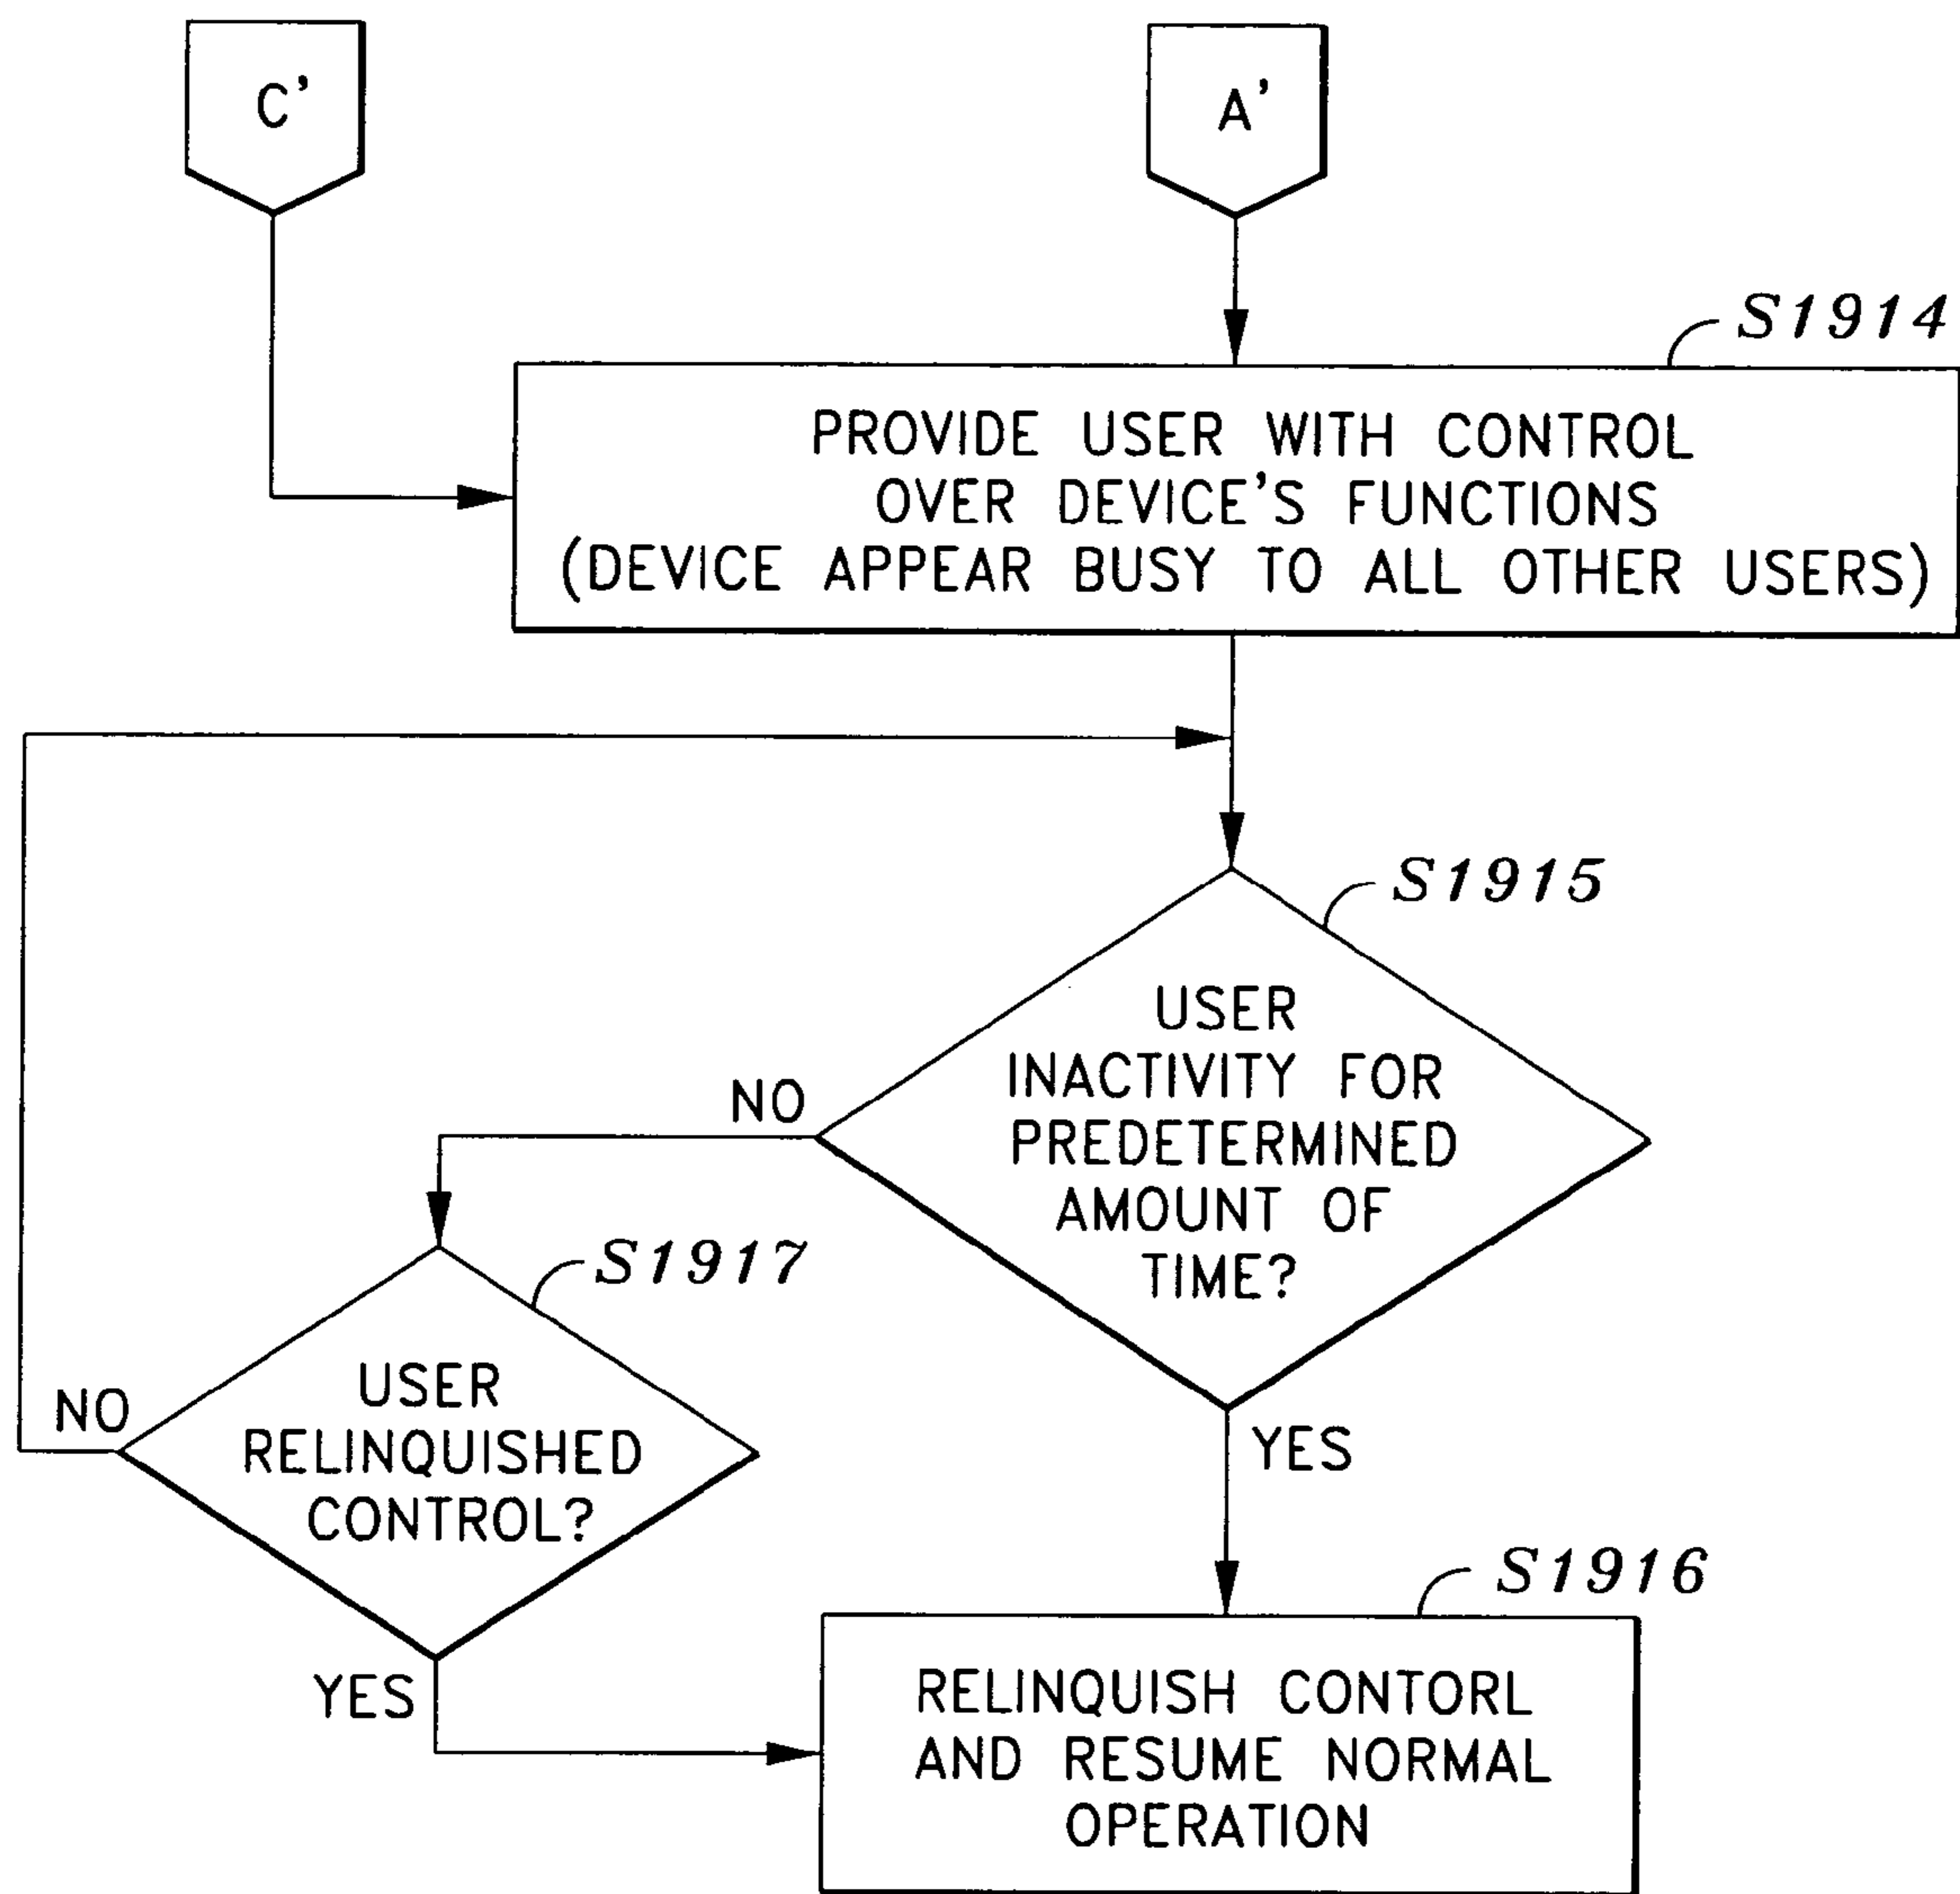 C'
A'
S1914
PROVIDE USER WITH CONTROL
OVER DEVICE'S FUNCTIONS
(DEVICE APPEAR BUSY TO ALL OTHER USERS)
S1915
USER
INACTIVITY FOR
PREDETERMINED
AMOUNT OF
TIME?
NO
YES
S1917
USER
RELINQUISHED
CONTROL?
NO
YES
S1916
RELINQUISH CONTORL
AND RESUME NORMAL
OPERATION